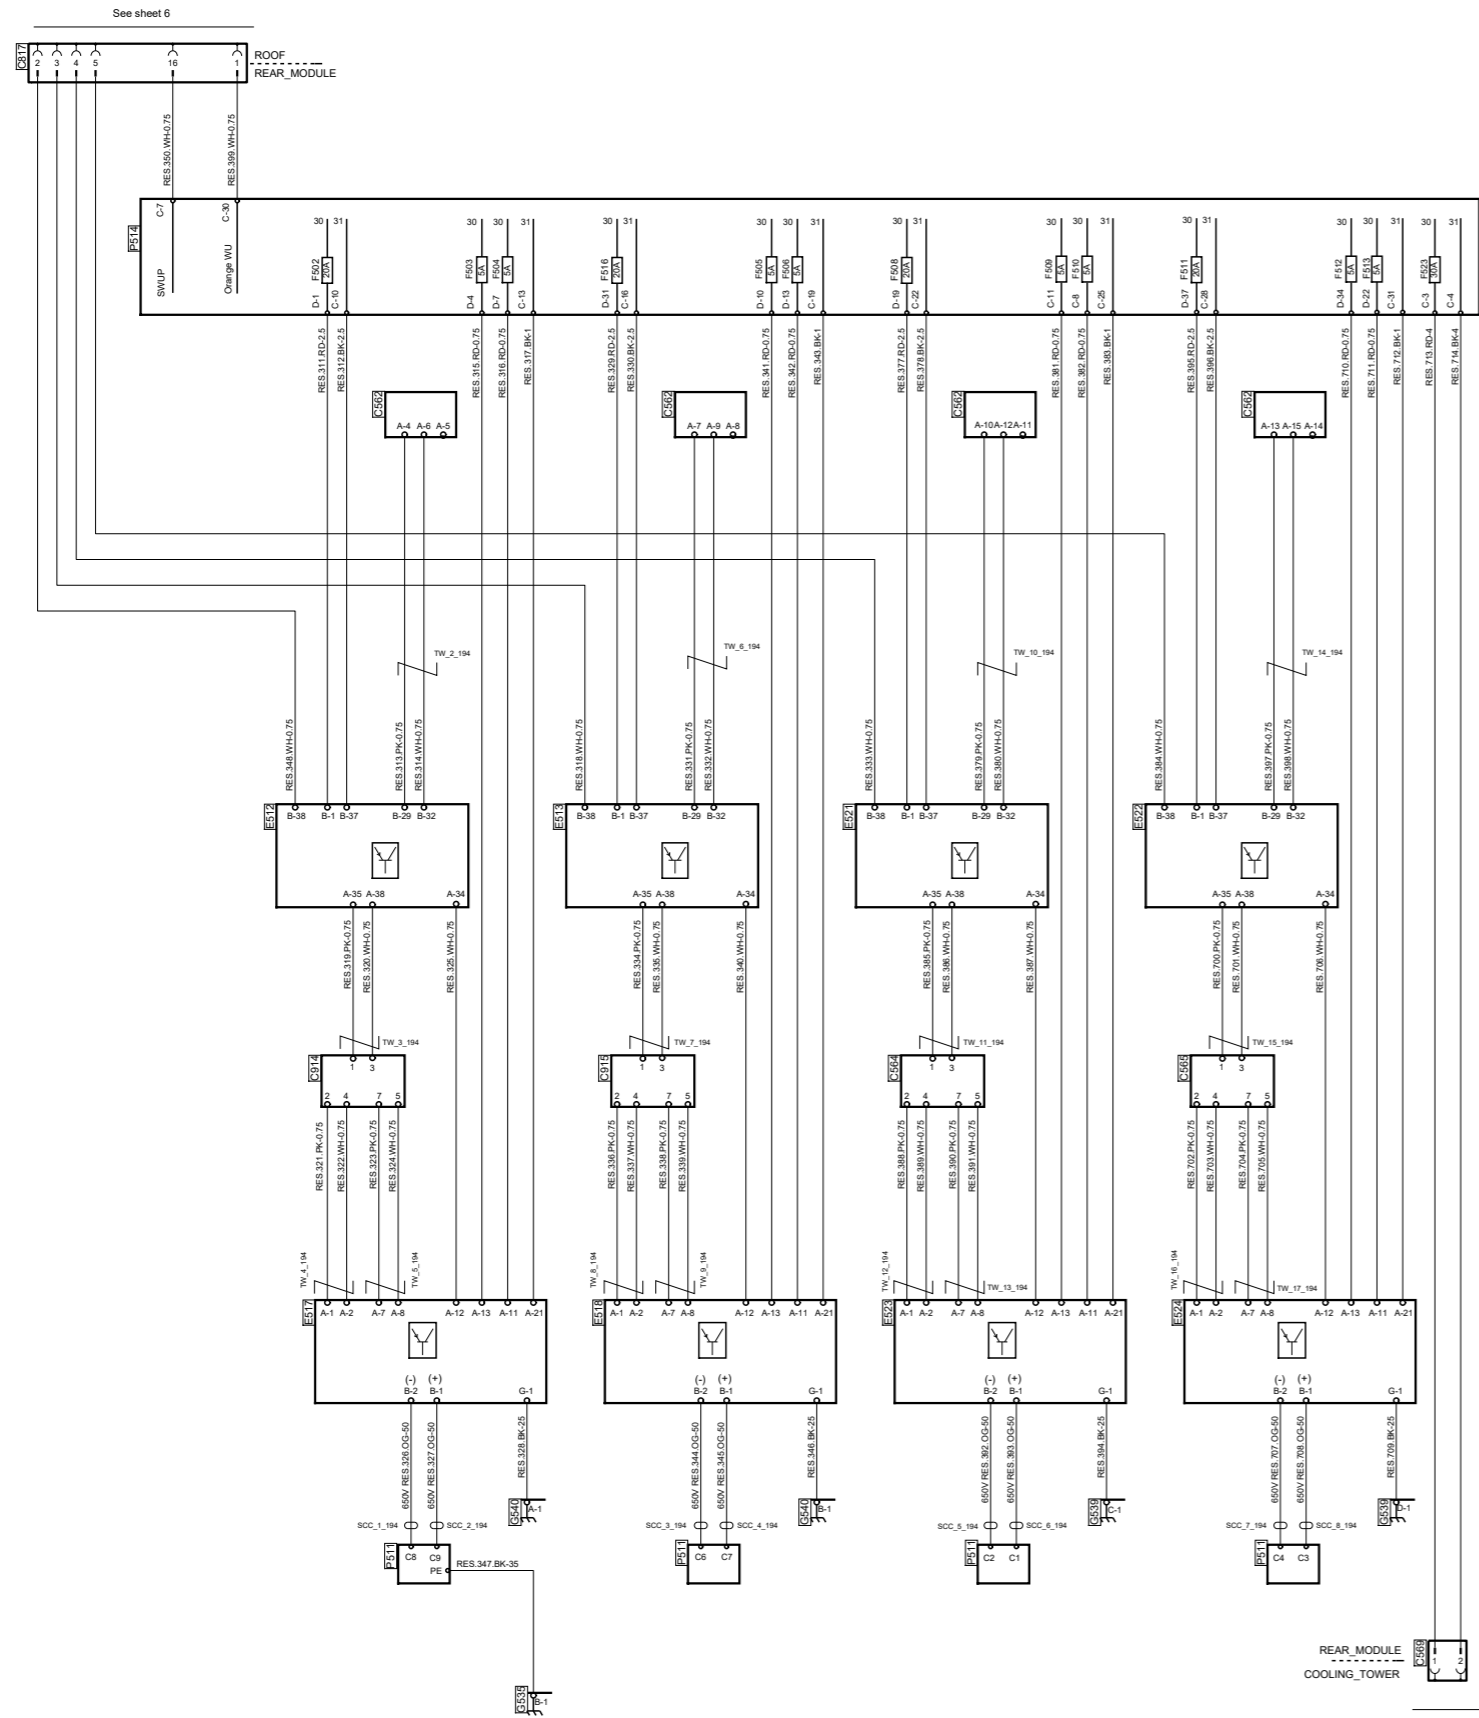 See sheet 6
C817
2 3 4 5 16 1
ROOF
REAR_MODULE
RES.350.WH-0.75
RES.399.WH-0.75
P514
C-7
C-30
SWUP
Orange WU
30 31 30 30 31 30 31 30 30 31 30 31 30 30 31 30 31 30 30 31 30 31
F502 20A
F503 5A
F504 5A
F516 20A
F505 5A
F506 5A
F508 20A
F509 5A
F510 5A
F511 20A
F512 5A
F513 5A
F523 30A
D-1 C-10 D-4 D-7 C-13 D-31 C-16 D-10 D-13 C-19 D-19 C-22 C-11 C-8 C-25 D-37 C-28 D-34 D-22 C-31 C-3 C-4
RES.311.RD-2.5
RES.312.BK-2.5
RES.315.RD-0.75
RES.316.RD-0.75
RES.317.BK-1
RES.329.RD-2.5
RES.330.BK-2.5
RES.341.RD-0.75
RES.342.RD-0.75
RES.343.BK-1
RES.377.RD-2.5
RES.378.BK-2.5
RES.381.RD-0.75
RES.382.RD-0.75
RES.383.BK-1
RES.395.RD-2.5
RES.396.BK-2.5
RES.710.RD-0.75
RES.711.RD-0.75
RES.712.BK-1
RES.713.RD-4
RES.714.BK-4
C562
A-4 A-6 A-5
C562
A-7 A-9 A-8
C562
A-10 A-12 A-11
C562
A-13 A-15 A-14
TW_2_194
TW_6_194
TW_10_194
TW_14_194
RES.348.WH-0.75
RES.313.PK-0.75
RES.314.WH-0.75
RES.318.WH-0.75
RES.331.PK-0.75
RES.332.WH-0.75
RES.333.WH-0.75
RES.379.PK-0.75
RES.380.WH-0.75
RES.384.WH-0.75
RES.397.PK-0.75
RES.398.WH-0.75
E512
B-38 B-1 B-37 B-29 B-32
A-35 A-38 A-34
E513
B-38 B-1 B-37 B-29 B-32
A-35 A-38 A-34
E521
B-38 B-1 B-37 B-29 B-32
A-35 A-38 A-34
E522
B-38 B-1 B-37 B-29 B-32
A-35 A-38 A-34
RES.319.PK-0.75
RES.320.WH-0.75
RES.325.WH-0.75
RES.334.PK-0.75
RES.335.WH-0.75
RES.340.WH-0.75
RES.385.PK-0.75
RES.386.WH-0.75
RES.387.WH-0.75
RES.700.PK-0.75
RES.701.WH-0.75
RES.706.WH-0.75
TW_3_194
TW_7_194
TW_11_194
TW_15_194
C914
1 3
2 4 7 5
C915
1 3
2 4 7 5
C564
1 3
2 4 7 5
C565
1 3
2 4 7 5
RES.321.PK-0.75
RES.322.WH-0.75
RES.323.PK-0.75
RES.324.WH-0.75
RES.336.PK-0.75
RES.337.WH-0.75
RES.338.PK-0.75
RES.339.WH-0.75
RES.388.PK-0.75
RES.389.WH-0.75
RES.390.PK-0.75
RES.391.WH-0.75
RES.702.PK-0.75
RES.703.WH-0.75
RES.704.PK-0.75
RES.705.WH-0.75
TW_4_194
TW_5_194
TW_8_194
TW_9_194
TW_12_194
TW_13_194
TW_16_194
TW_17_194
E517
A-1 A-2 A-7 A-8 A-12 A-13 A-11 A-21
(-) (+)
B-2 B-1 G-1
E518
A-1 A-2 A-7 A-8 A-12 A-13 A-11 A-21
(-) (+)
B-2 B-1 G-1
E523
A-1 A-2 A-7 A-8 A-12 A-13 A-11 A-21
(-) (+)
B-2 B-1 G-1
E524
A-1 A-2 A-7 A-8 A-12 A-13 A-11 A-21
(-) (+)
B-2 B-1 G-1
650V RES.326.OG-50
650V RES.327.OG-50
RES.328.BK-25
650V RES.344.OG-50
650V RES.345.OG-50
RES.346.BK-25
650V RES.392.OG-50
650V RES.393.OG-50
RES.394.BK-25
650V RES.707.OG-50
650V RES.708.OG-50
RES.709.BK-25
G540 A-1
G540 B-1
G539 C-1
G539 D-1
SCC_1_194 SCC_2_194
SCC_3_194 SCC_4_194
SCC_5_194 SCC_6_194
SCC_7_194 SCC_8_194
P511
C8 C9
PE
RES.347.BK-35
P511
C6 C7
P511
C2 C1
P511
C4 C3
G535 B-1
REAR_MODULE
COOLING_TOWER
C569
1 2